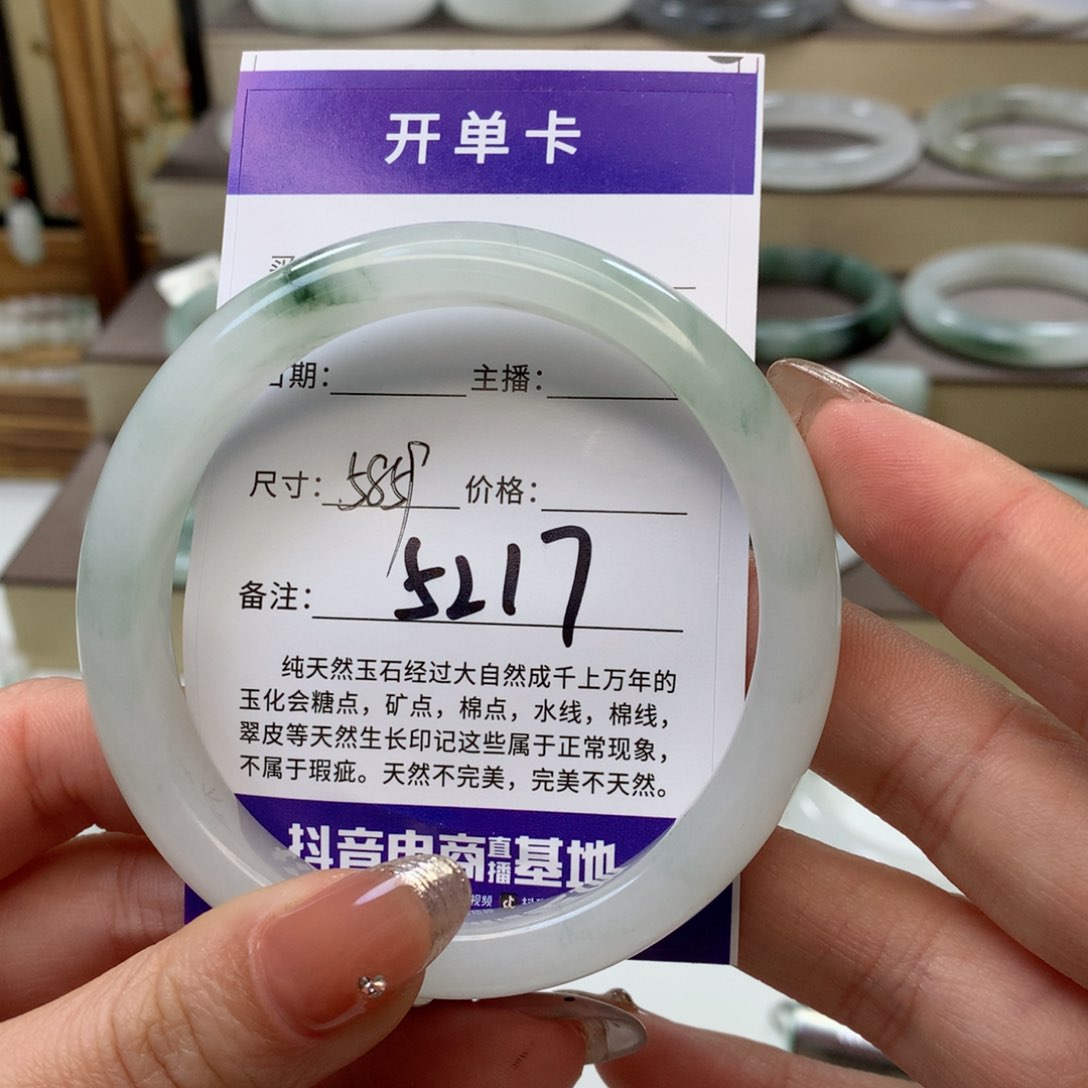 开单卡
买
日期：
主播：
尺寸：
价格：
5217
备注：
纯天然玉石经过大自然成千上万年的
玉化会糖点，矿点，棉点，水线，棉线，
翠皮等天然生长印记这些属于正常现象，
不属于瑕疵。天然不完美，完美不天然。
抖音电商直播基地
视频